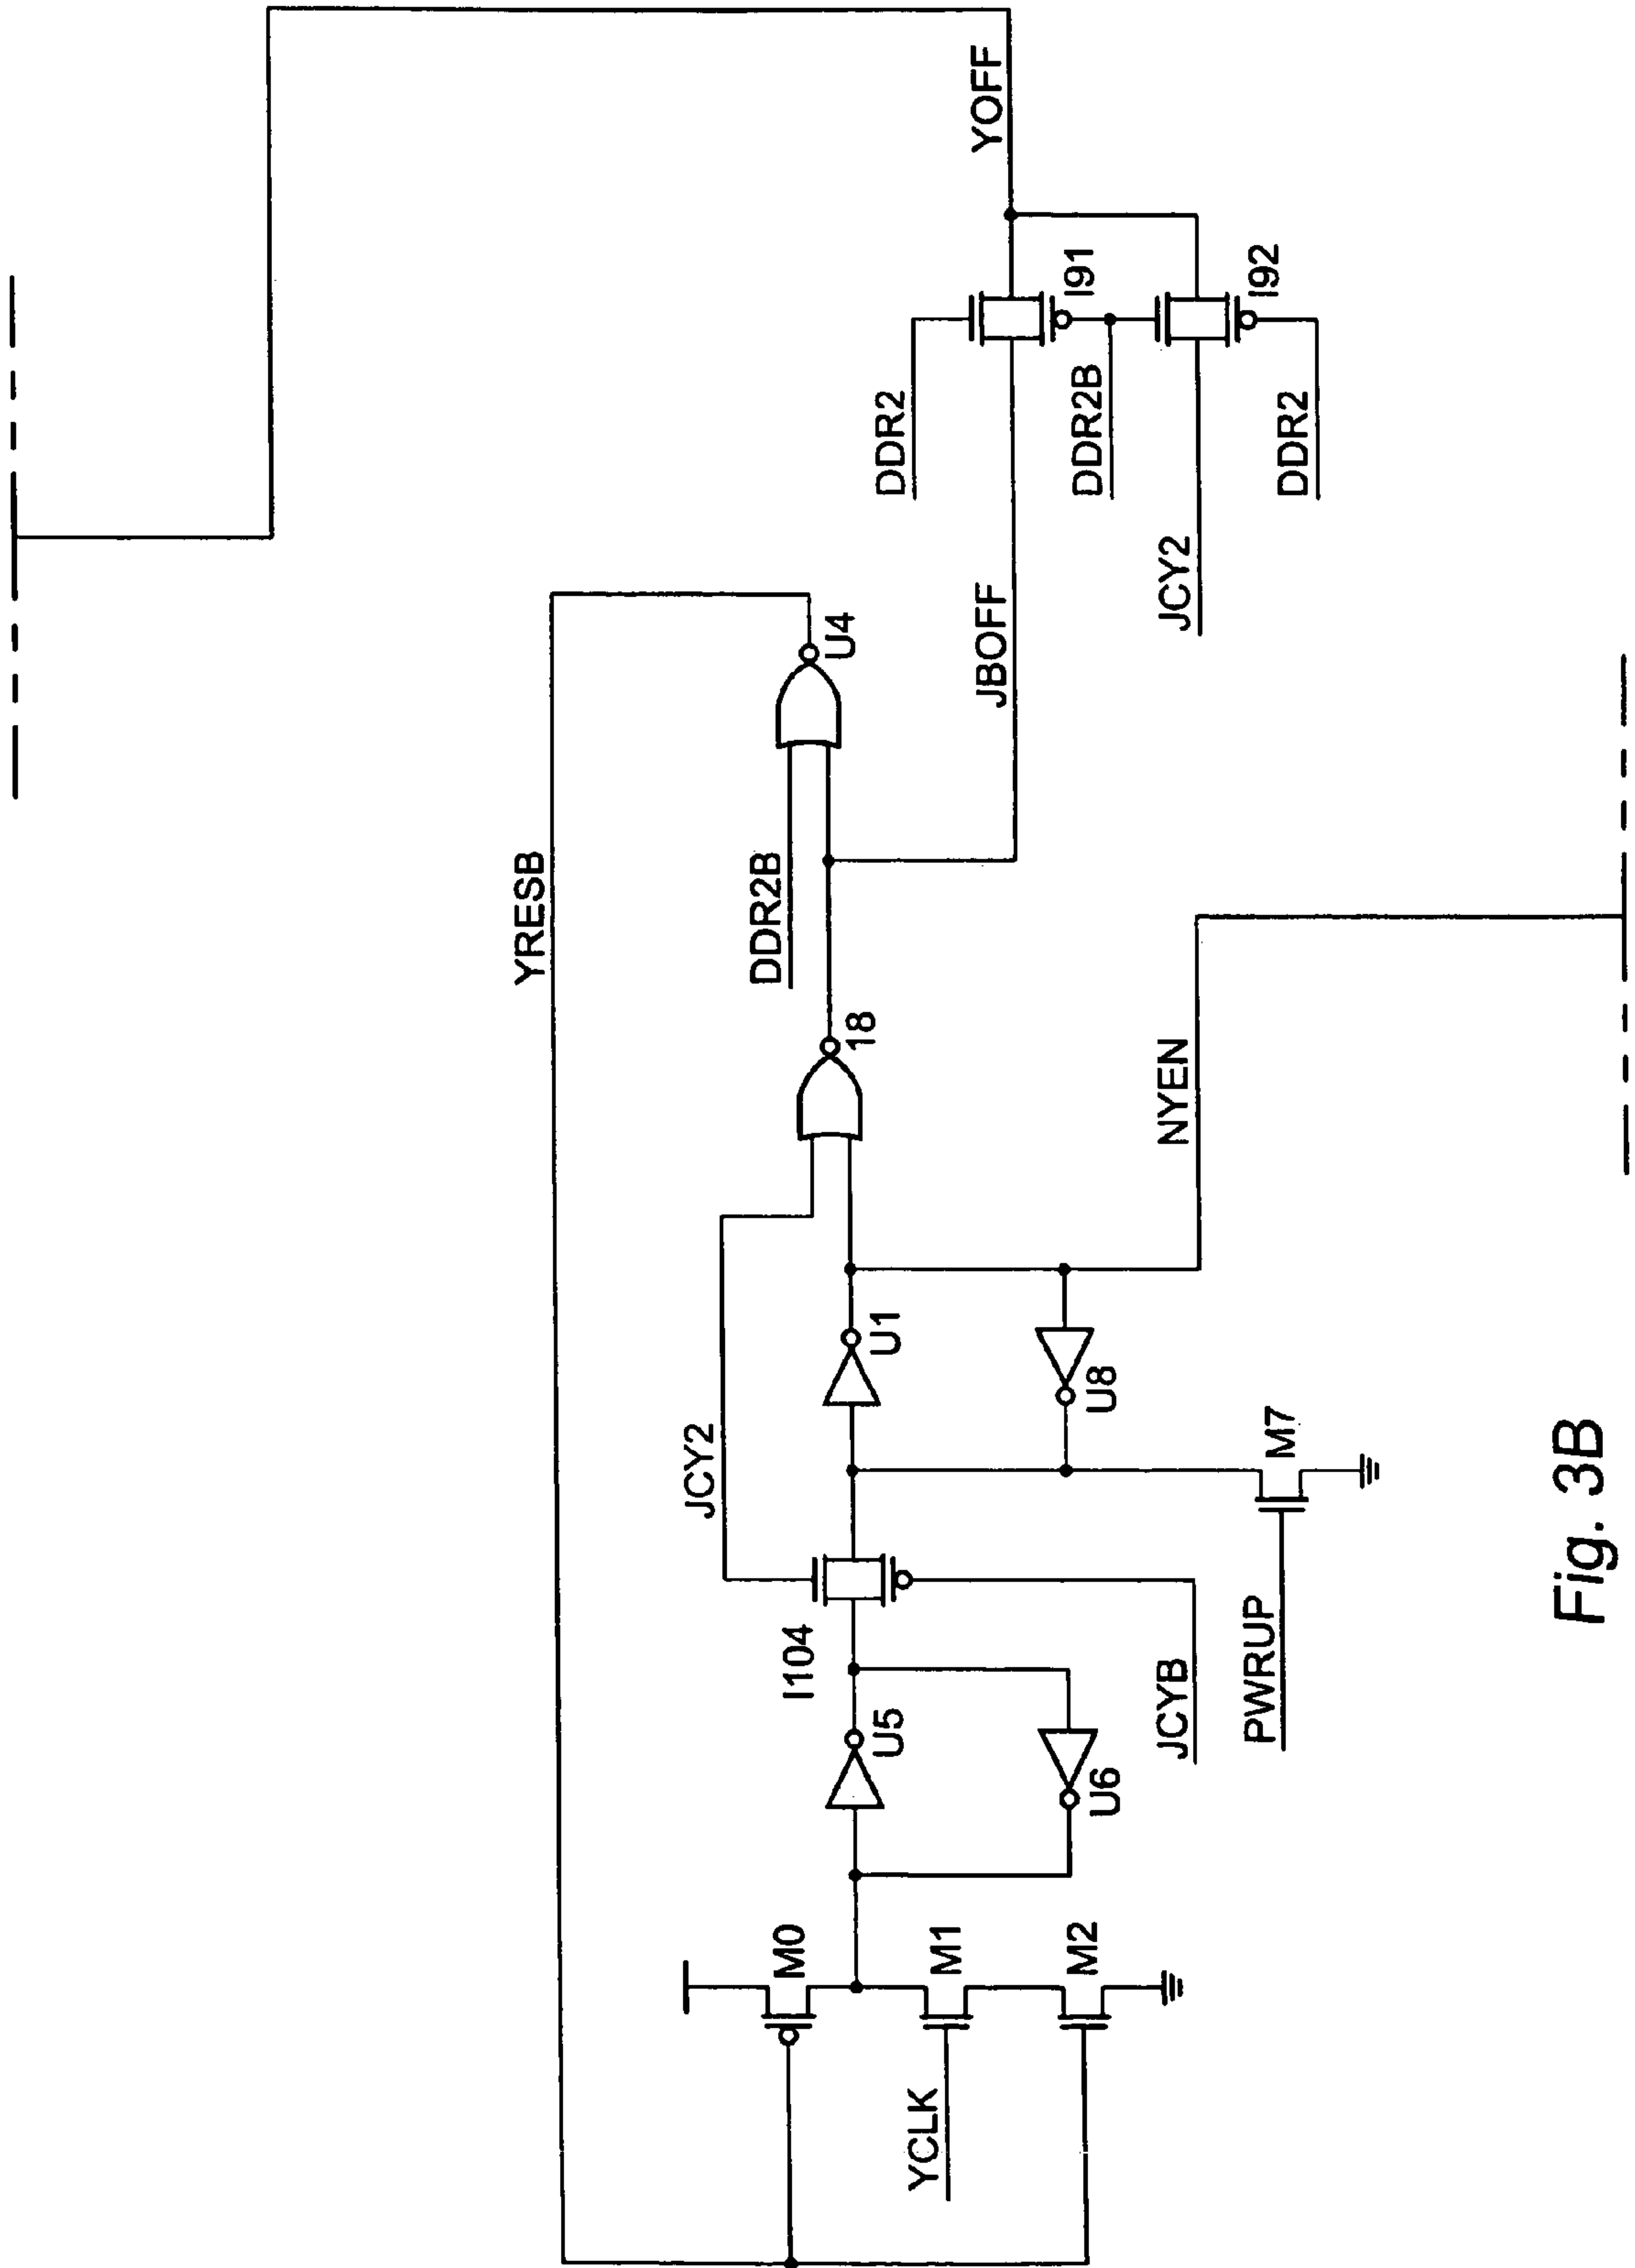 YOFF
DDR2
I91
DDR2B
I92
JCY2
DDR2
YRESB
DDR2B
U4
JBOFF
18
NYEN
JCY2
U1
U8
M7
I104
U5
U6
JCYB
PWRUP
M0
M1
M2
YCLK
Fig. 3B